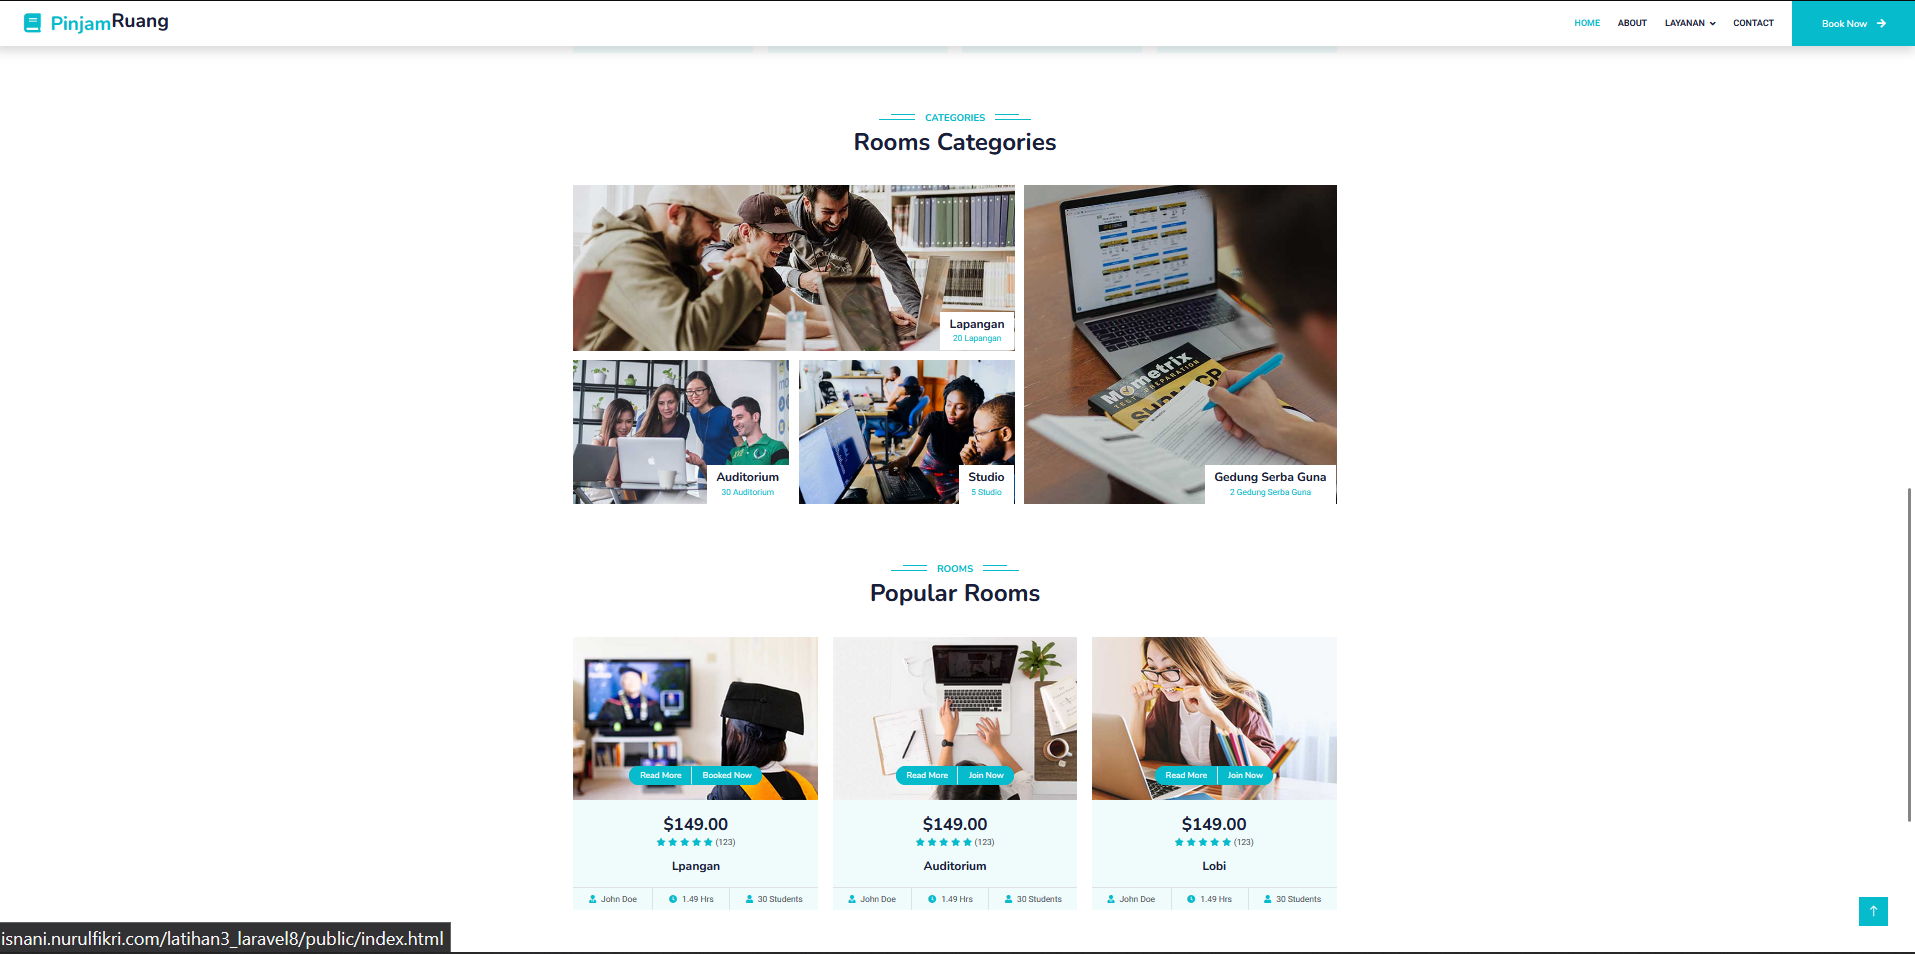 PinjamRuang
HOME ABOUT LAYANAN CONTACT Book Now
CATEGORIES
Rooms Categories
Lapangan
20 Lapangan
Auditorium
30 Auditorium
Studio
5 Studio
Mometrix
TEST PREPARATION
Gedung Serba Guna
2 Gedung Serba Guna
ROOMS
Popular Rooms
Read More Booked Now
$149.00
(123)
Lpangan
John Doe 1.49 Hrs 30 Students
Read More Join Now
$149.00
(123)
Auditorium
John Doe 1.49 Hrs 30 Students
Read More Join Now
$149.00
(123)
Lobi
John Doe 1.49 Hrs 30 Students
isnani.nurulfikri.com/latihan3_laravel8/public/index.html